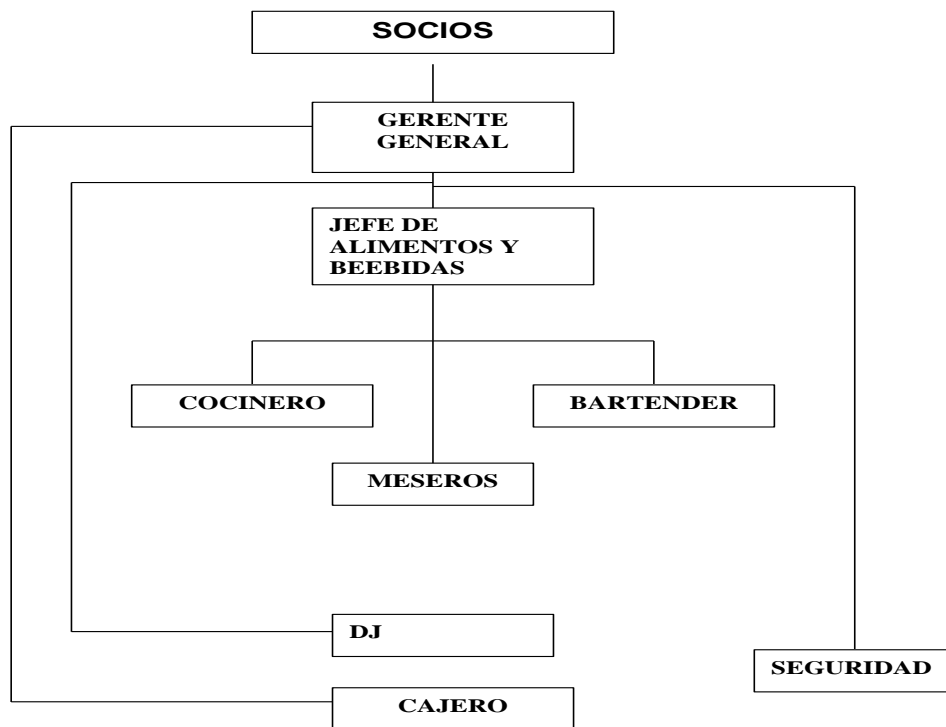 SOCIOS
GERENTE
GENERAL
JEFE DE
ALIMENTOS Y
BEEBIDAS
COCINERO
BARTENDER
MESEROS
DJ
SEGURIDAD
CAJERO